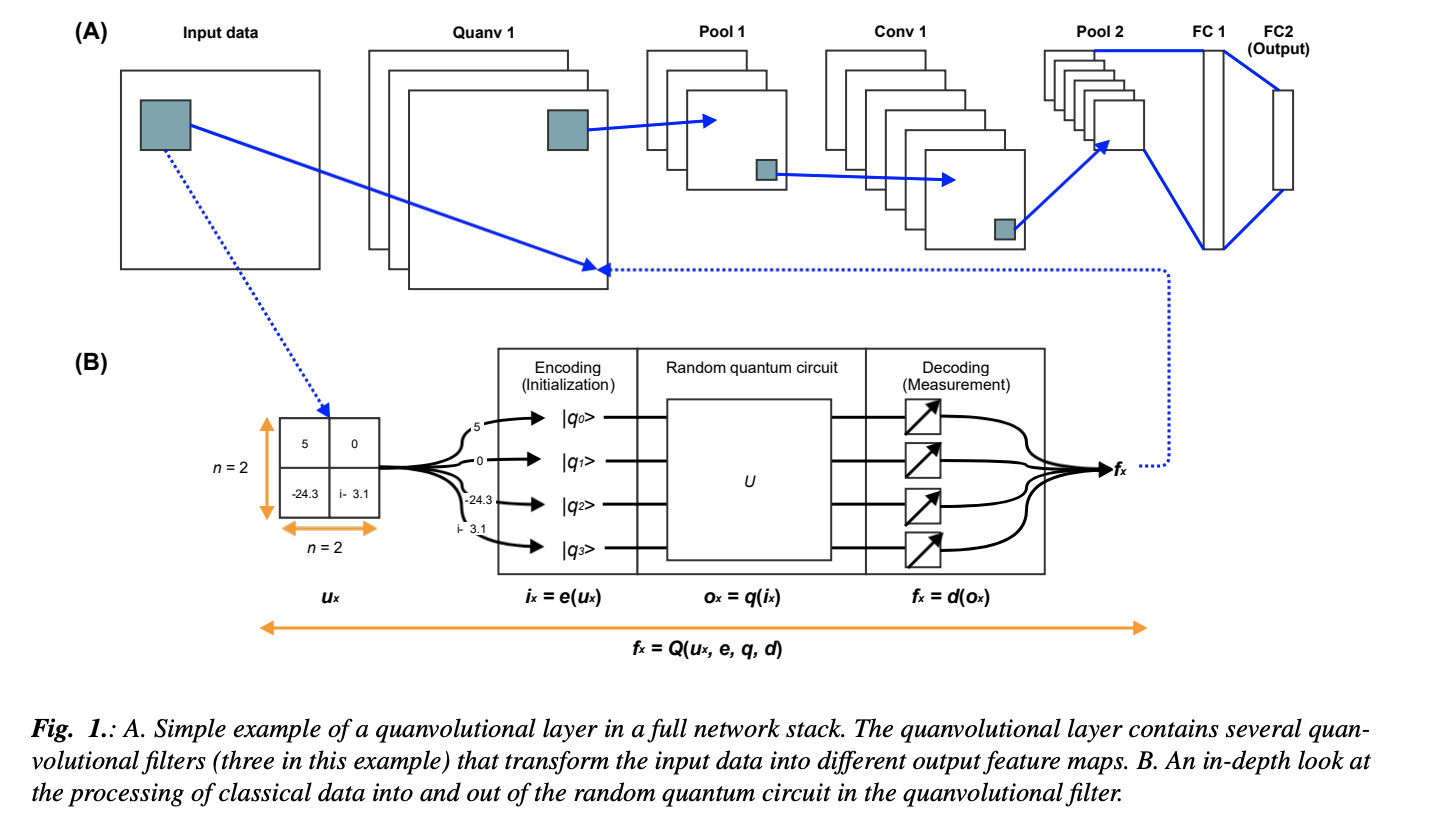 (A)
Input data
Quanv 1
Pool 1
Conv 1
Pool 2
FC 1
FC2
(Output)
(B)
Encoding
(Initialization)
Random quantum circuit
Decoding
(Measurement)
5 0
-24.3 i- 3.1
n = 2
n = 2
5
0
-24.3
i- 3.1
|q0>
|q1>
|q2>
|q3>
U
fx
ux
ix = e(ux)
ox = q(ix)
fx = d(ox)
fx = Q(ux, e, q, d)
Fig. 1.: A. Simple example of a quanvolutional layer in a full network stack. The quanvolutional layer contains several quan-
volutional filters (three in this example) that transform the input data into different output feature maps. B. An in-depth look at
the processing of classical data into and out of the random quantum circuit in the quanvolutional filter.